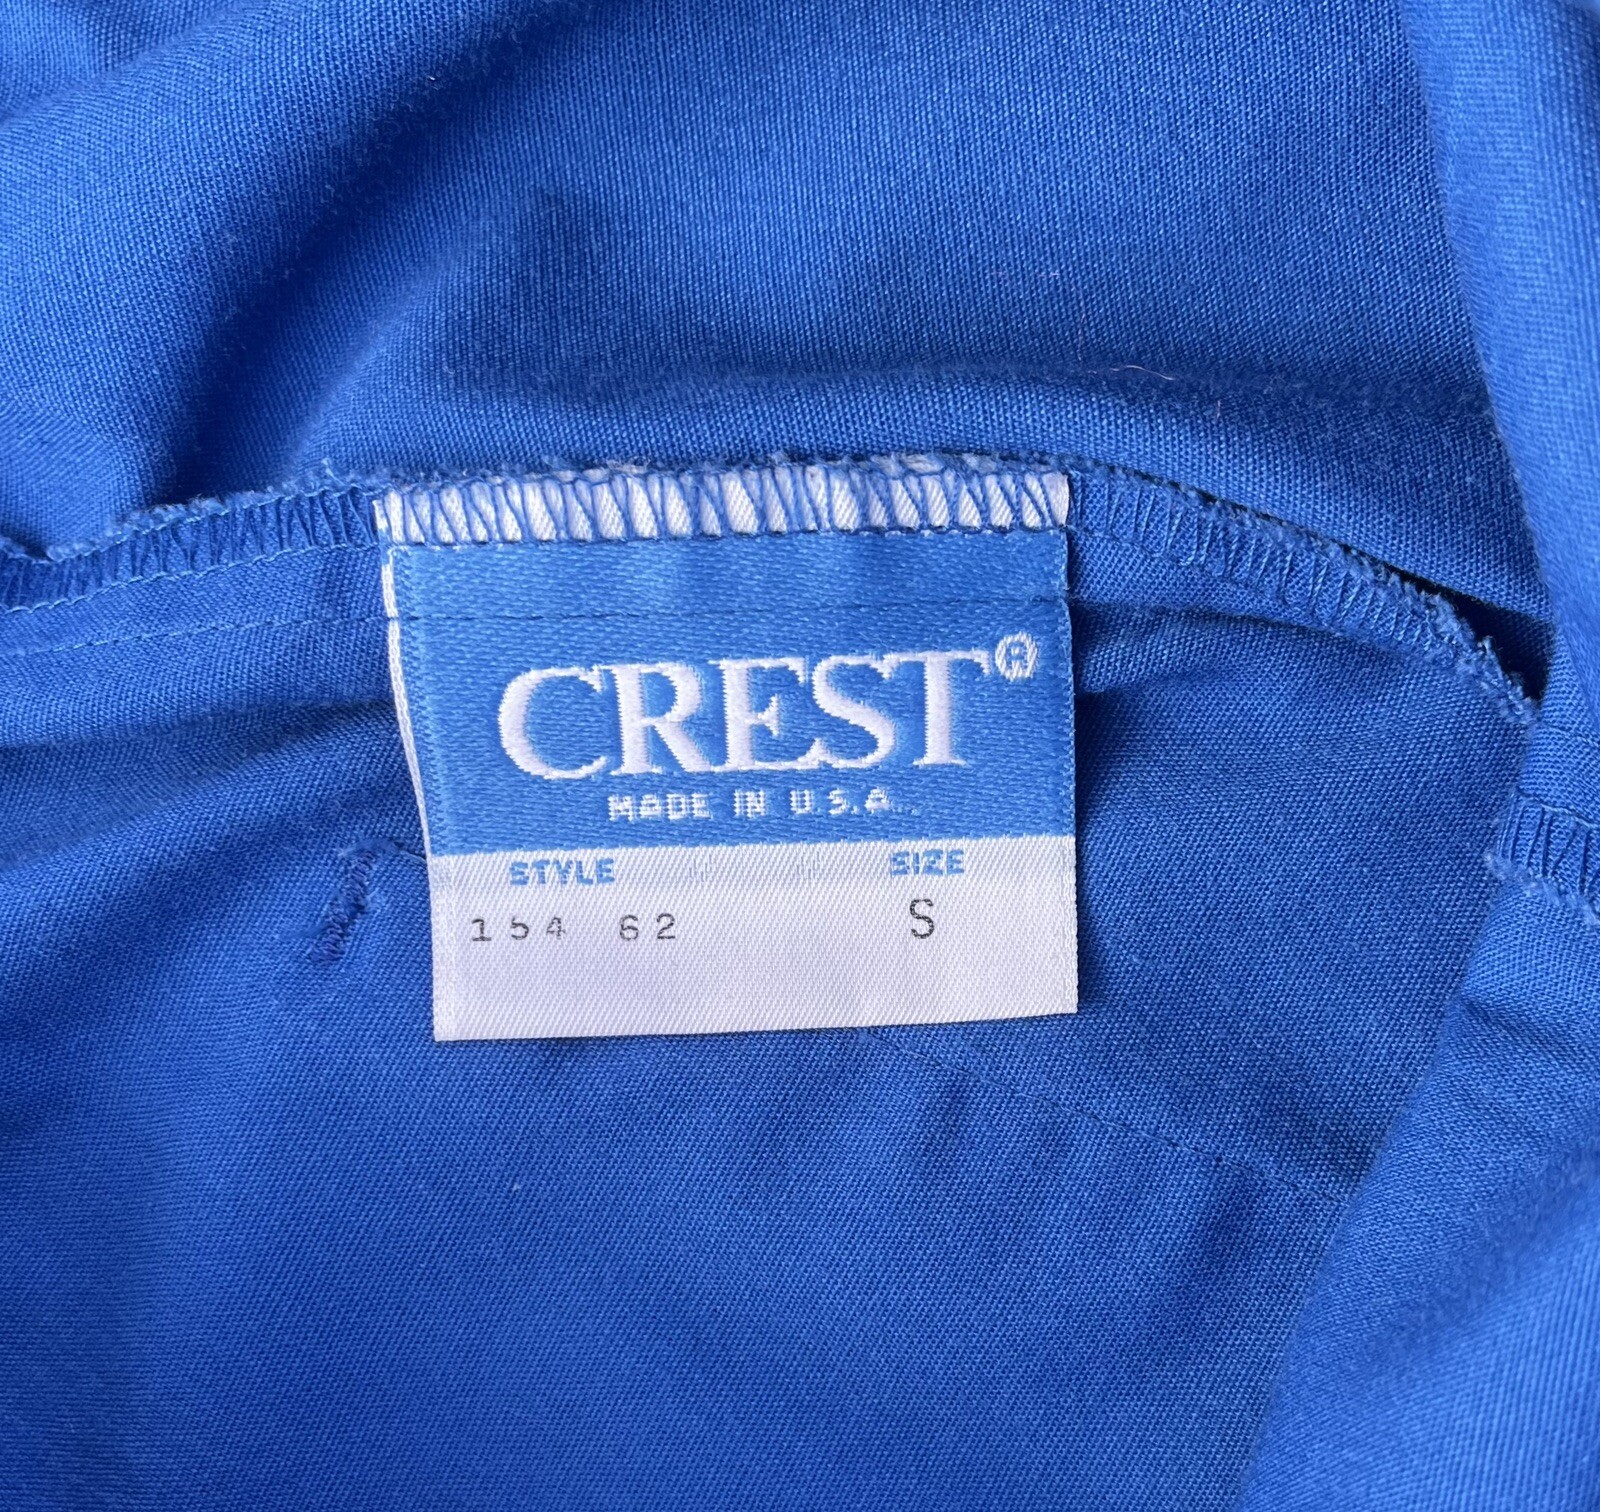 CREST®
MADE IN U.S.A.
STYLE SIZE
154 62 S